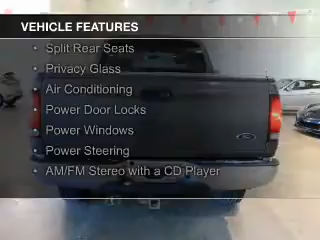 VEHICLE FEATURES
• Split Rear Seats
• Privacy Glass
• Air Conditioning
• Power Door Locks
• Power Windows
• Power Steering
• AM/FM Stereo with a CD Player
Ford